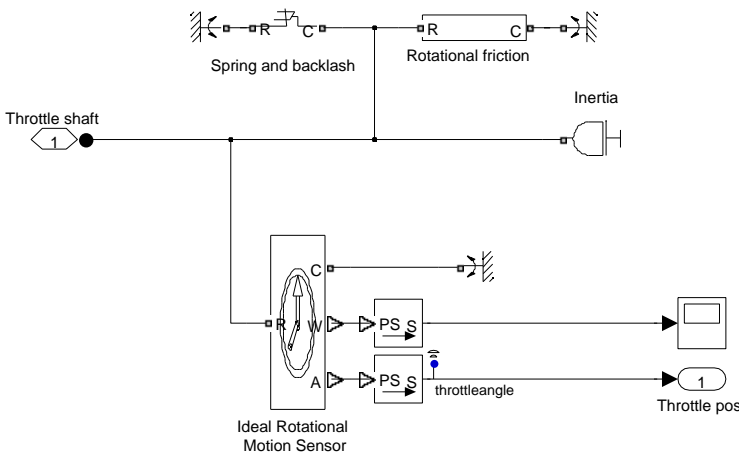 R C
R C
Spring and backlash
Rotational friction
Inertia
Throttle shaft
1
C
R W PS S
A PS S
throttleangle
1
Throttle pos
Ideal Rotational
Motion Sensor